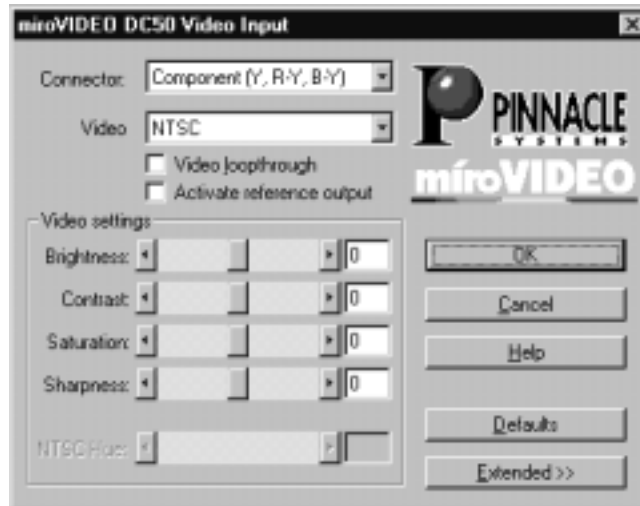 miroVIDEO DC50 Video Input
Connector: Component (Y, R-Y, B-Y)
Video NTSC
Video loopthrough
Activate reference output
PINNACLE
SYSTEMS
miroVIDEO
Video settings
Brightness: 0
Contrast: 0
Saturation: 0
Sharpness: 0
NTSC Hue:
OK
Cancel
Help
Defaults
Extended >>